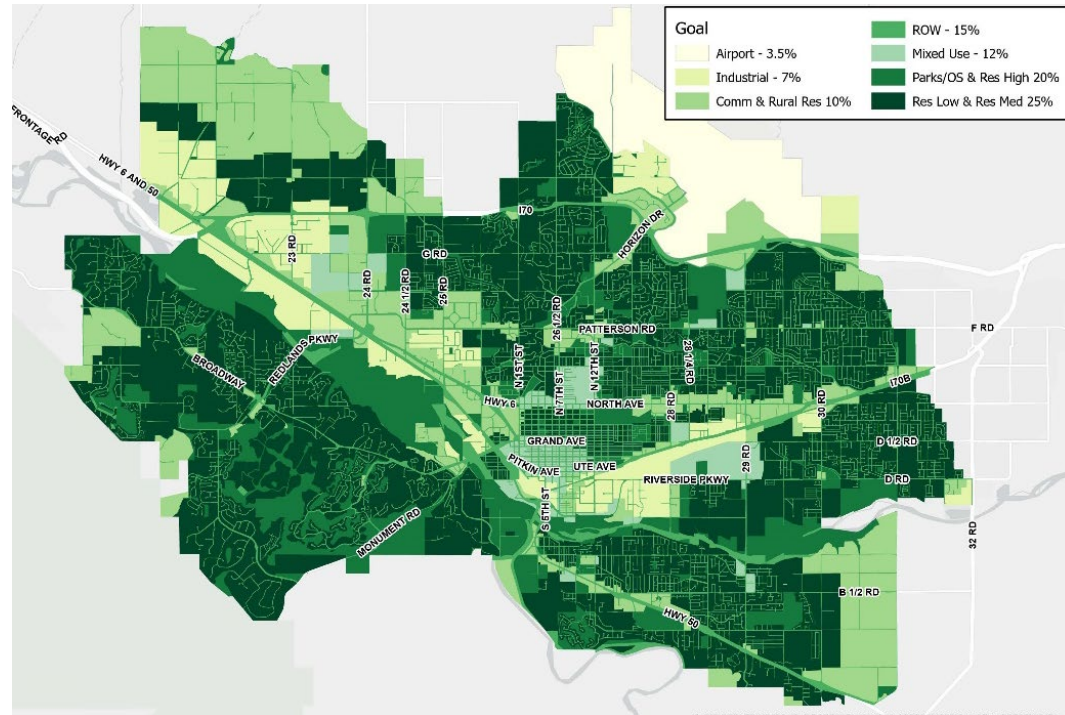 Goal
Airport - 3.5%
Industrial - 7%
Comm & Rural Res 10%
ROW - 15%
Mixed Use - 12%
Parks/OS & Res High 20%
Res Low & Res Med 25%
FRONTAGE RD
HWY 6 AND 50
I70
HORIZON DR
23 RD
G RD
24 RD
24 1/2 RD
25 RD
26 1/2 RD
PATTERSON RD
F RD
REDLANDS PKWY
BROADWAY
N 1ST ST
N 7TH ST
N 12TH ST
28 1/4 RD
I70B
HWY 6
NORTH AVE
28 RD
30 RD
GRAND AVE
D 1/2 RD
PITKIN AVE
UTE AVE
29 RD
RIVERSIDE PKWY
D RD
MONUMENT RD
S 5TH ST
32 RD
B 1/2 RD
HWY 50